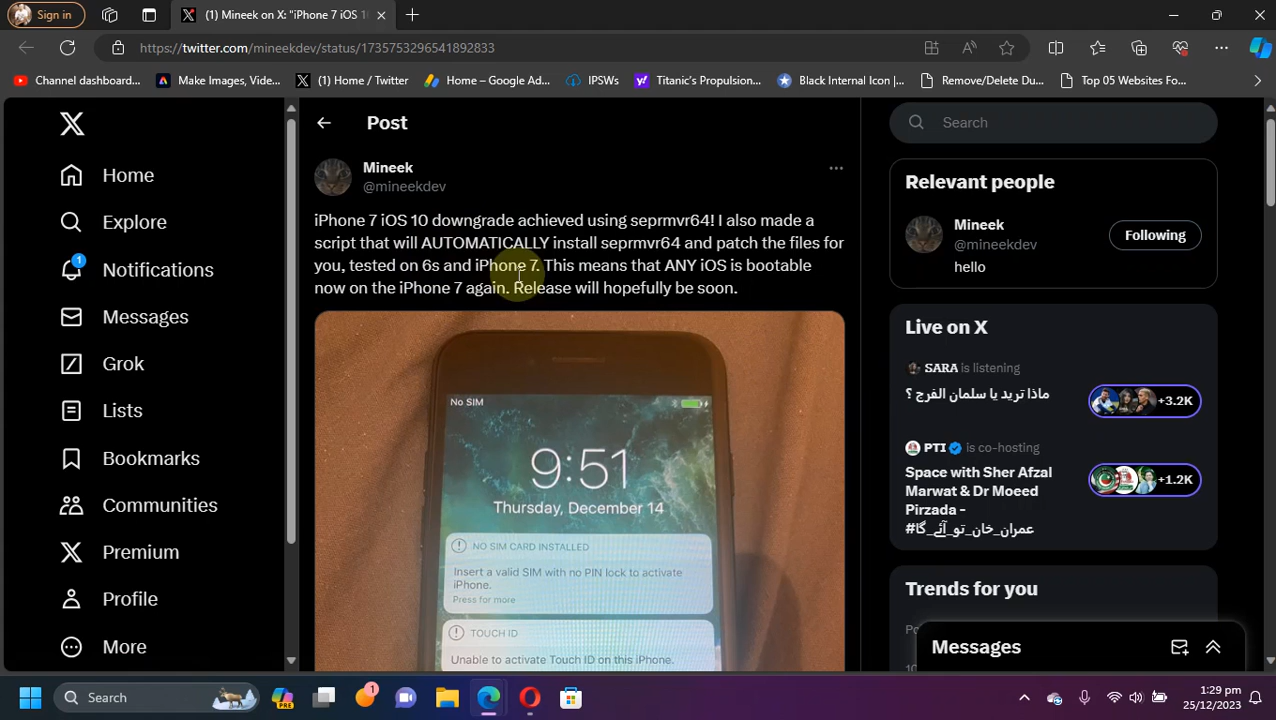 Sign in
(1) Mineek on X: "iPhone 7 iOS 1
https://twitter.com/mineekdev/status/1735753296541892833
Channel dashboard...
Make Images, Vide...
(1) Home / Twitter
Home – Google Ad...
IPSWs
Titanic's Propulsion...
Black Internal Icon |...
Remove/Delete Du...
Top 05 Websites Fo...
Home
Explore
1
Notifications
Messages
Grok
Lists
Bookmarks
Communities
Premium
Profile
More
Post
Mineek
@mineekdev
iPhone 7 iOS 10 downgrade achieved using seprmvr64! I also made a
script that will AUTOMATICALLY install seprmvr64 and patch the files for
you, tested on 6s and iPhone 7. This means that ANY iOS is bootable
now on the iPhone 7 again. Release will hopefully be soon.
No SIM
9:51
Thursday, December 14
NO SIM CARD INSTALLED
Insert a valid SIM with no PIN lock to activate
iPhone.
Press for more
TOUCH ID
Unable to activate Touch ID on this iPhone.
Search
Relevant people
Mineek
@mineekdev
Following
hello
Live on X
SARA is listening
ماذا تريد يا سلمان الفرج ؟
+3.2K
PTI is co-hosting
Space with Sher Afzal
Marwat & Dr Moeed
Pirzada -
#عمران_خان_تو_آئے_گا
+1.2K
Trends for you
Messages
Search
PRE
1
1:29 pm
25/12/2023